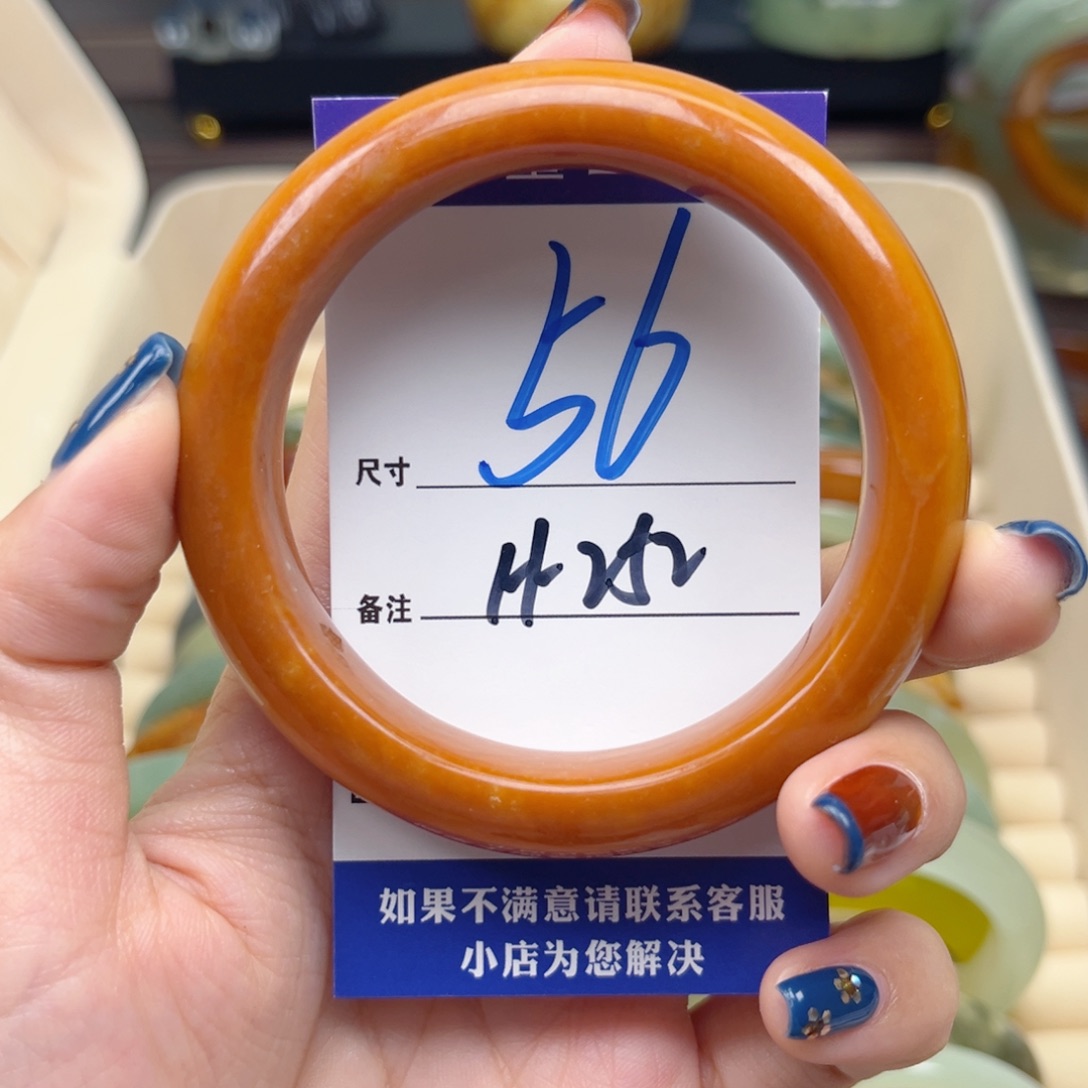 尺寸 56
备注 H252
如果不满意请联系客服
小店为您解决